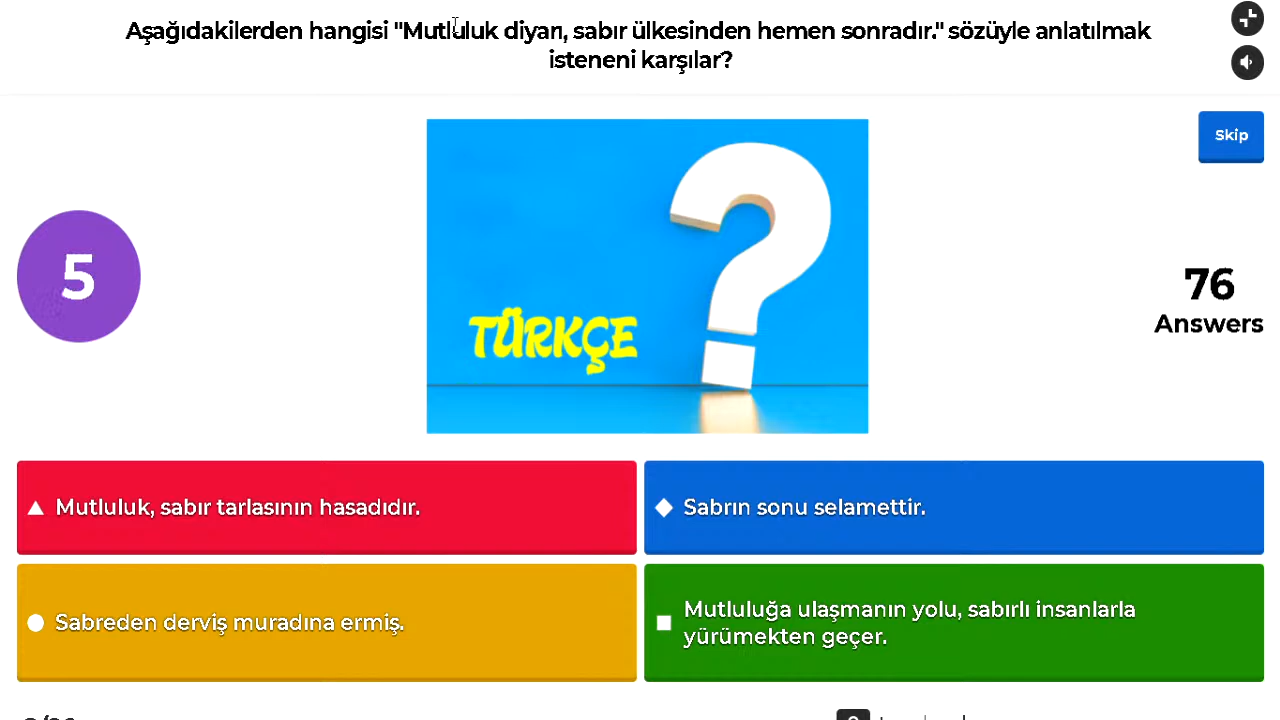 Aşağıdakilerden hangisi "Mutluluk diyarı, sabır ülkesinden hemen sonradır." sözüyle anlatılmak
isteneni karşılar?
Skip
5
TÜRKÇE
76
Answers
Mutluluk, sabır tarlasının hasadıdır.
Sabrın sonu selamettir.
Sabreden derviş muradına ermiş.
Mutluluğa ulaşmanın yolu, sabırlı insanlarla
yürümekten geçer.